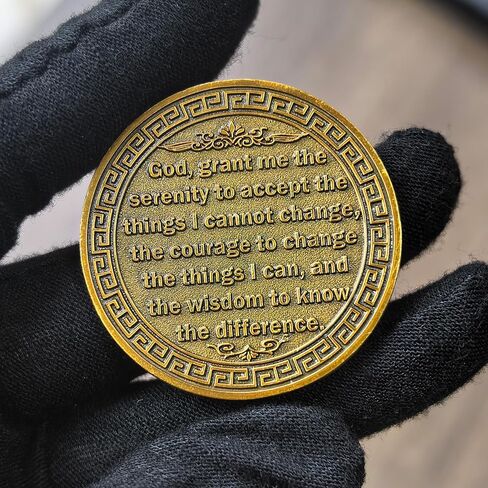 God, grant me the
serenity to accept the
things I cannot change,
the courage to change
the things I can, and
the wisdom to know
the difference.